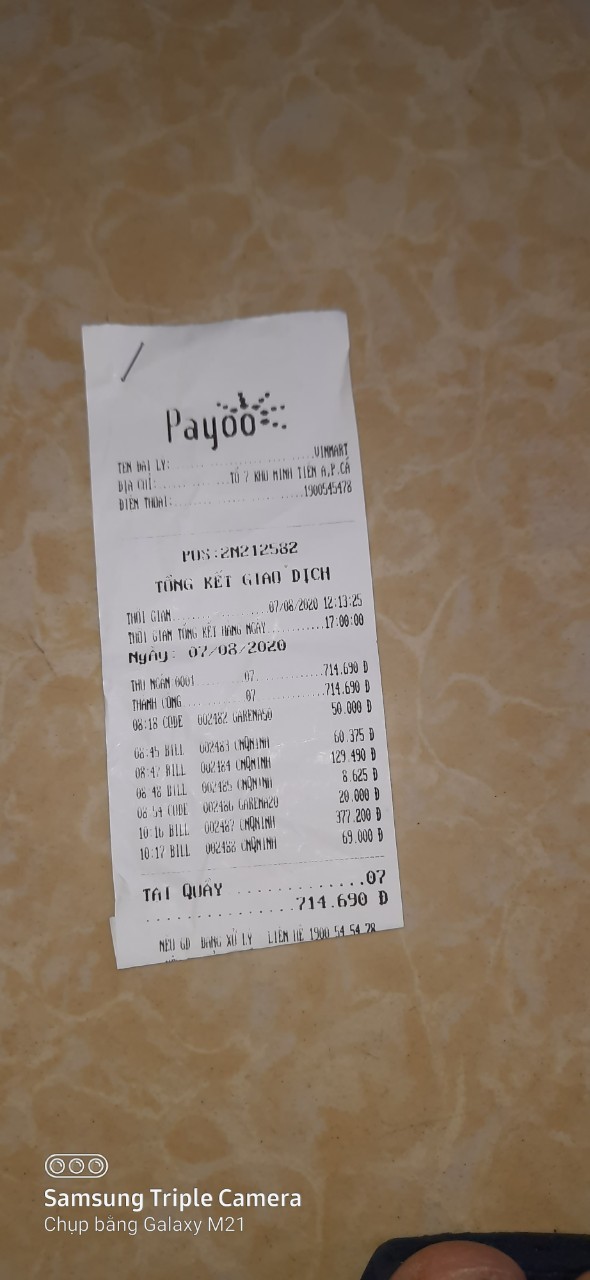 Payoo
TÊN ĐẠI LÝ:....................VINMART
ĐỊA CHỈ:............TỔ 7 KHU MINH TIẾN A,P.CẨ
ĐIỆN THOẠI:....................1900545478
POS:2M212582
TỔNG KẾT GIAO DỊCH
THỜI GIAN....................07/08/2020 12:13:25
THỜI GIAN TỔNG KẾT HÀNG NGÀY............17:00:00
Ngày: 07/08/2020
THU NGÂN 0001..........07..............714.690 Đ
THÀNH CÔNG.............07..............714.690 Đ
08:18 CODE 002482 GARENA50 50.000 Đ
08:45 BILL 002483 CNQNINH 60.375 Đ
08:47 BILL 002484 CNQNINH 129.490 Đ
08:48 BILL 002485 CNQNINH 8.625 Đ
08:54 CODE 002486 GARENA20 20.000 Đ
10:16 BILL 002487 CNQNINH 377.200 Đ
10:17 BILL 002488 CNQNINH 69.000 Đ
TẠI QUẦY .............07
..............714.690 Đ
NẾU GD ĐANG XỬ LÝ LIÊN HỆ 1900 54 54 78
Samsung Triple Camera
Chụp bằng Galaxy M21